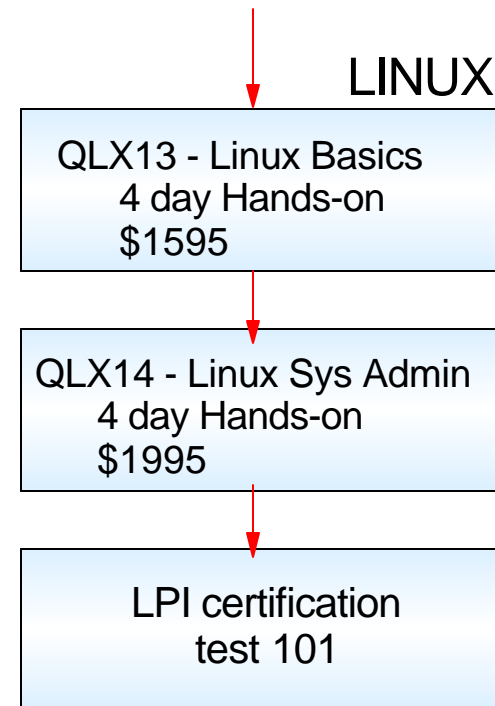 LINUX
QLX13 - Linux Basics
4 day Hands-on
$1595
QLX14 - Linux Sys Admin
4 day Hands-on
$1995
LPI certification
test 101